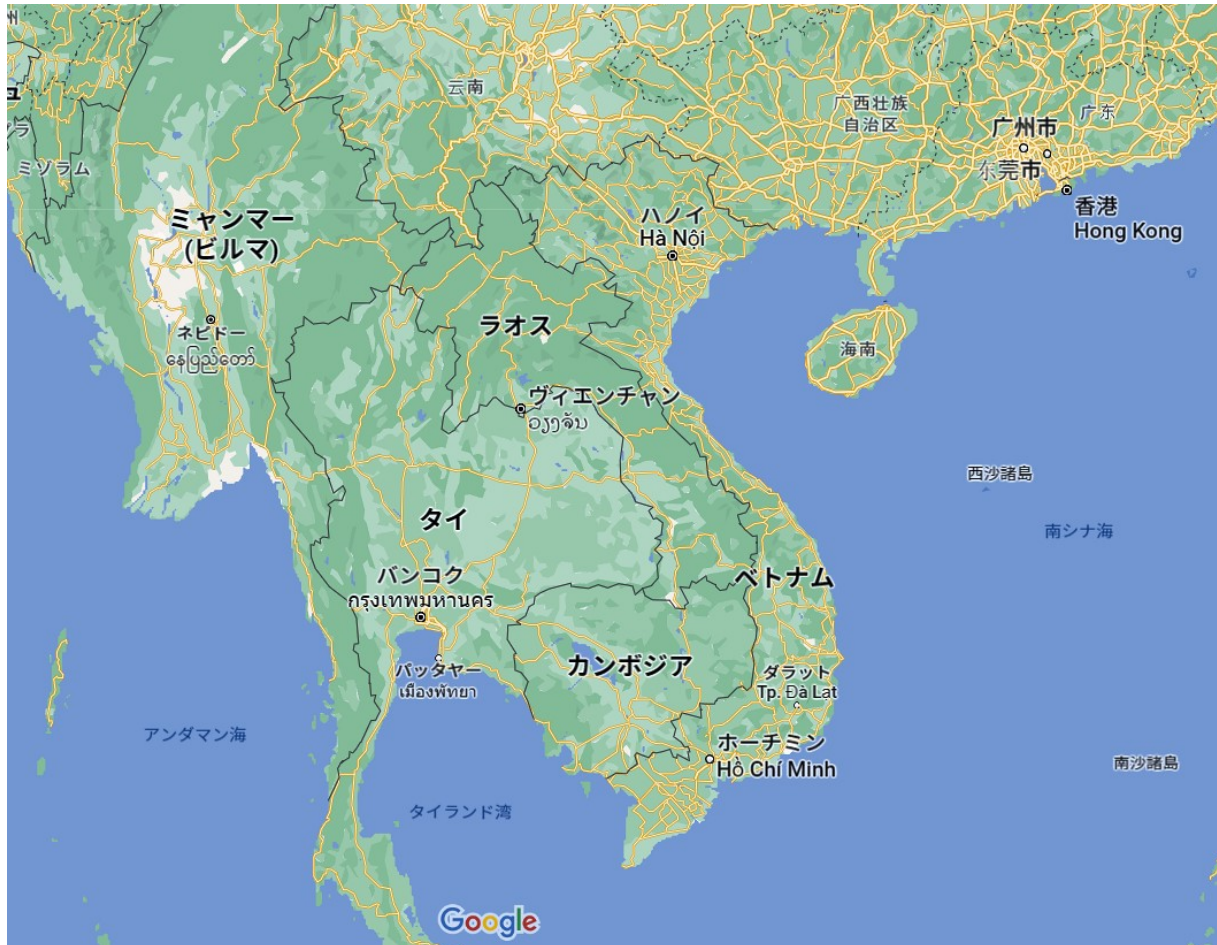 州
云南
广西壮族
自治区
广东
广州市
东莞市
香港
Hong Kong
ュ
ラ
ミゾラム
ミャンマー
(ビルマ)
ハノイ
Hà Nội
ネピドー
နေပြည်တော်
ラオス
海南
ヴィエンチャン
ວຽງຈັນ
西沙諸島
南シナ海
タイ
バンコク
กรุงเทพมหานคร
ベトナム
パッタヤー
เมืองพัทยา
カンボジア
ダラット
Tp. Đà Lạt
アンダマン海
ホーチミン
Hồ Chí Minh
南沙諸島
タイランド湾
Google